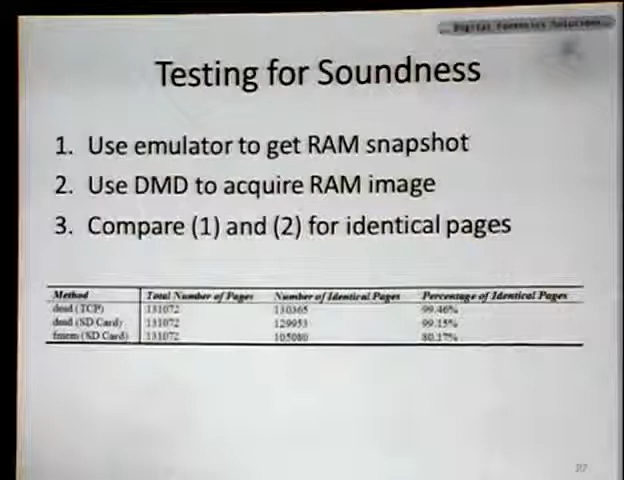 Digital Forensics Solutions
Testing for Soundness
1. Use emulator to get RAM snapshot
2. Use DMD to acquire RAM image
3. Compare (1) and (2) for identical pages
Method Total Number of Pages Number of Identical Pages Percentage of Identical Pages
dmd (TCP) 131072 130365 99.46%
dmd (SD Card) 131072 129953 99.15%
fmem (SD Card) 131072 105080 80.17%